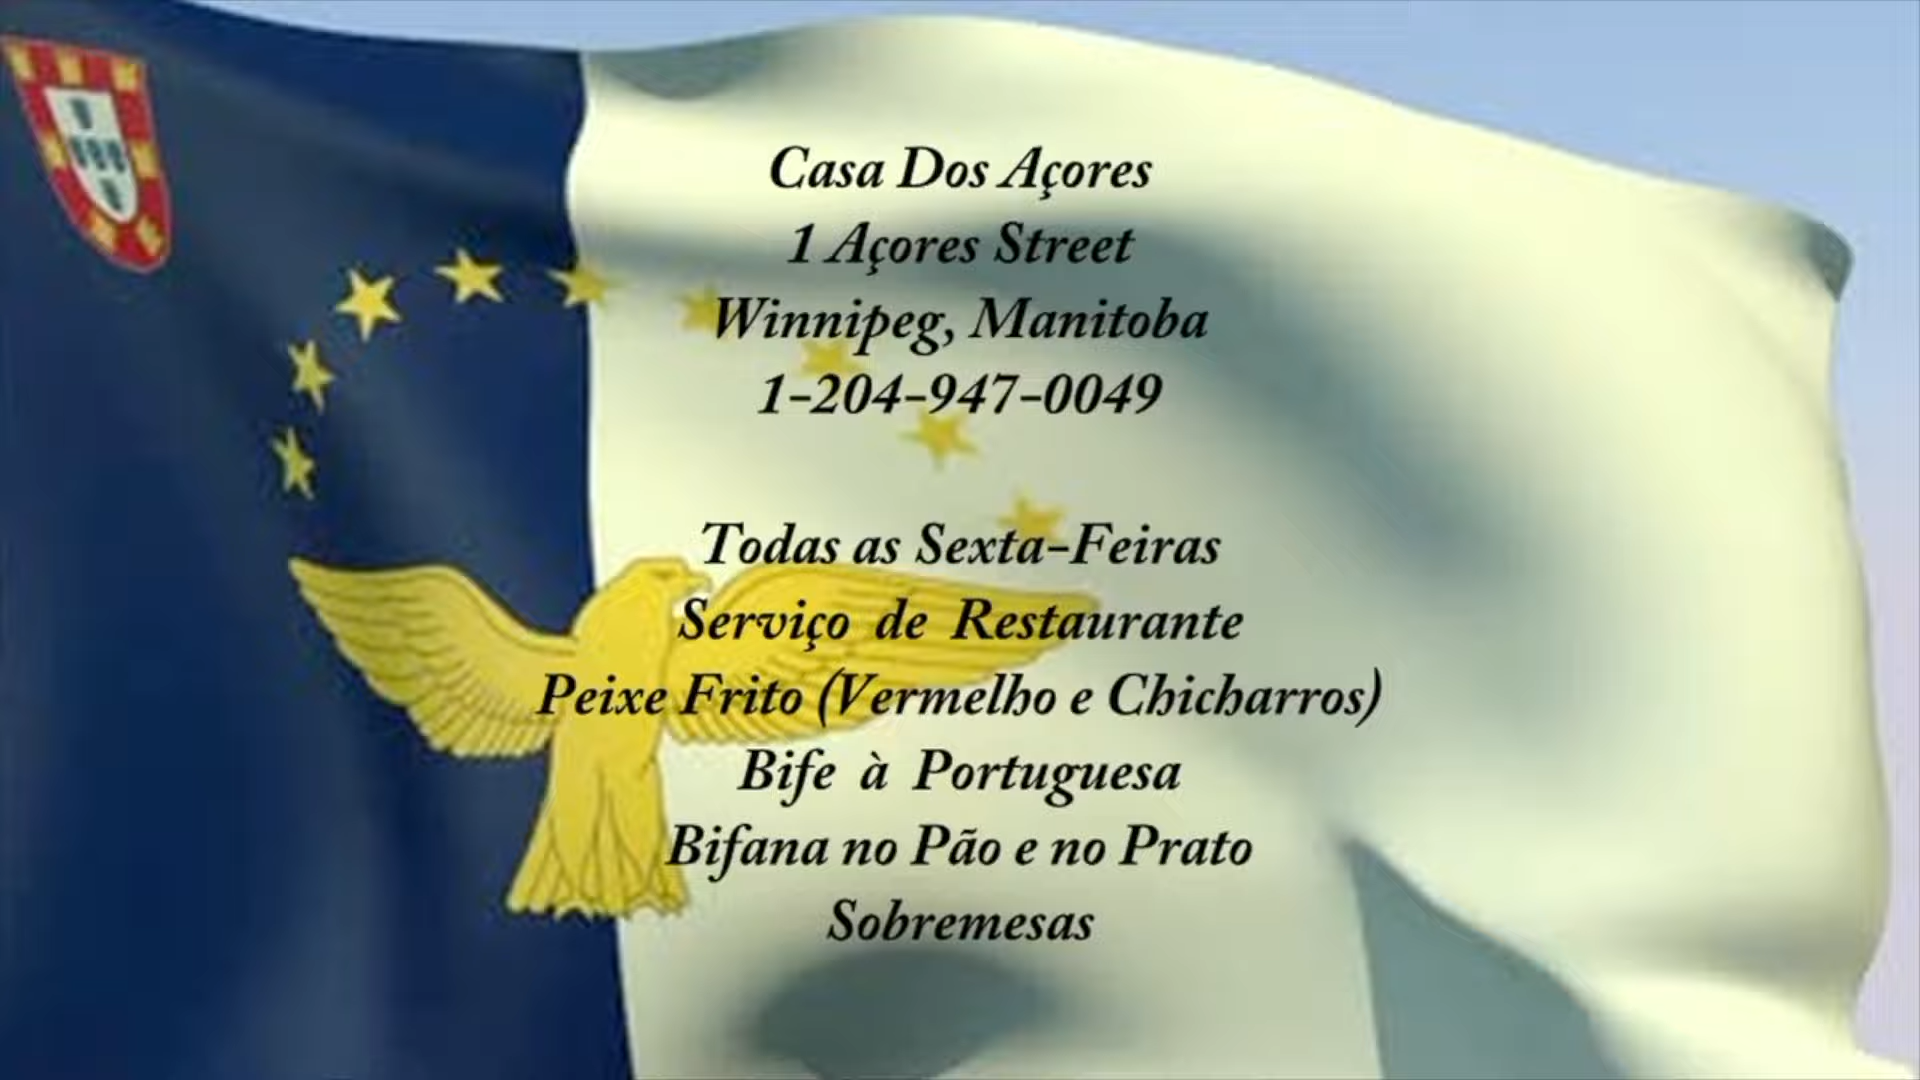 Casa Dos Açores
1 Açores Street
Winnipeg, Manitoba
1-204-947-0049
Todas as Sexta-Feiras
Serviço de Restaurante
Peixe Frito (Vermelho e Chicharros)
Bife à Portuguesa
Bifana no Pão e no Prato
Sobremesas